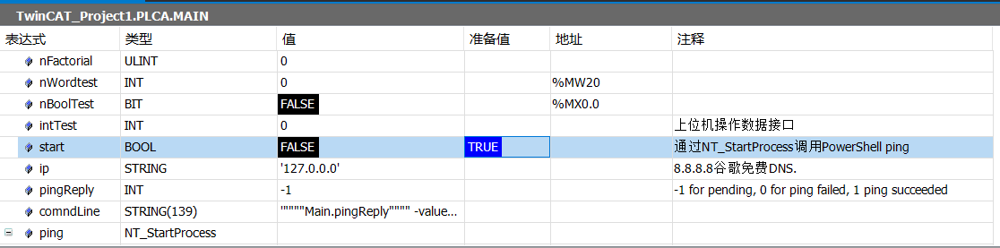 TwinCAT_Project1.PLCA.MAIN
表达式 类型 值 准备值 地址 注释
nFactorial ULINT 0
nWordtest INT 0 %MW20
nBoolTest BIT FALSE %MX0.0
intTest INT 0 上位机操作数据接口
start BOOL FALSE TRUE 通过NT_StartProcess调用PowerShell ping
ip STRING '127.0.0.0' 8.8.8.8谷歌免费DNS.
pingReply INT -1 -1 for pending, 0 for ping failed, 1 ping succeeded
comndLine STRING(139) '"""""Main.pingReply"""" -value...
ping NT_StartProcess